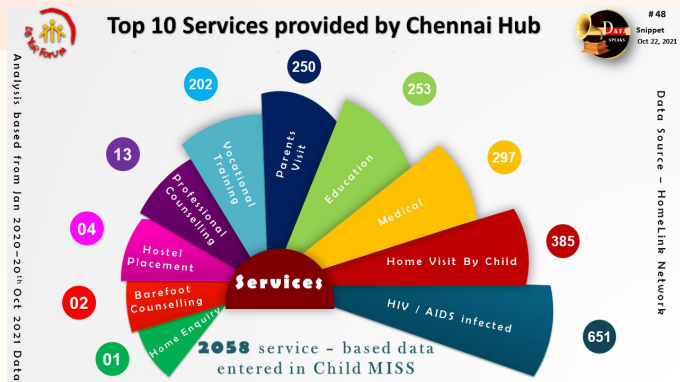 Top 10 Services provided by Chennai Hub
DATA
SPEAKS
#48
Snippet
Oct 22, 2021
Analysis based from Jan 2020-20th Oct 2021 Data
Data Source – HomeLink Network
01
Home Enquiry
02
Barefoot
Counselling
04
Hostel
Placement
13
Professional
Counselling
202
Vocational
Training
250
Parents
Visit
253
Education
297
Medical
385
Home Visit By Child
651
HIV / AIDS infected
Services
2058 service – based data
entered in Child MISS